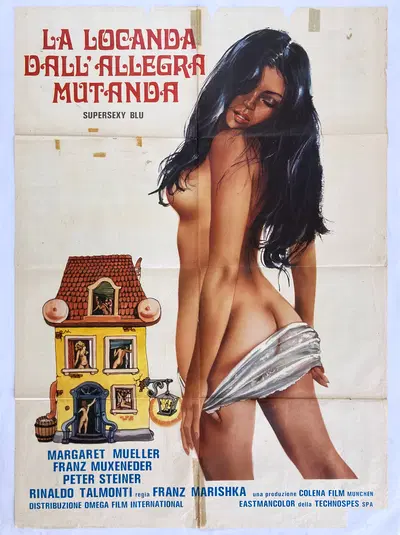 LA LOCANDA
DALL'ALLEGRA
MUTANDA
SUPERSEXY BLU
MARGARET MUELLER
FRANZ MUXENEDER
PETER STEINER
RINALDO TALMONTI regia FRANZ MARISHKA una produzione COLENA FILM MUNCHEN
DISTRIBUZIONE OMEGA FILM INTERNATIONAL EASTMANCOLOR della TECHNOSPES SPA